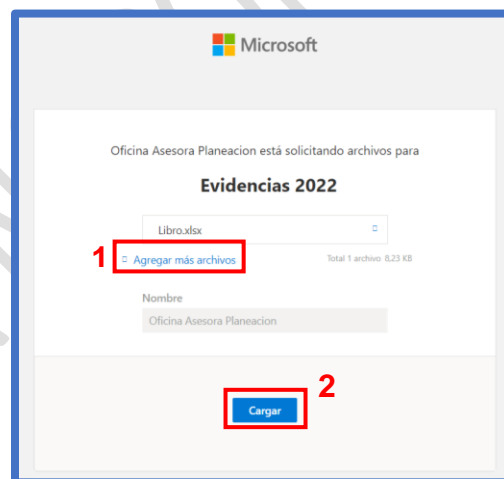 Microsoft
Oficina Asesora Planeacion está solicitando archivos para
Evidencias 2022
Libro.xlsx
1
Agregar más archivos
Total 1 archivo 8,23 KB
Nombre
Oficina Asesora Planeacion
2
Cargar